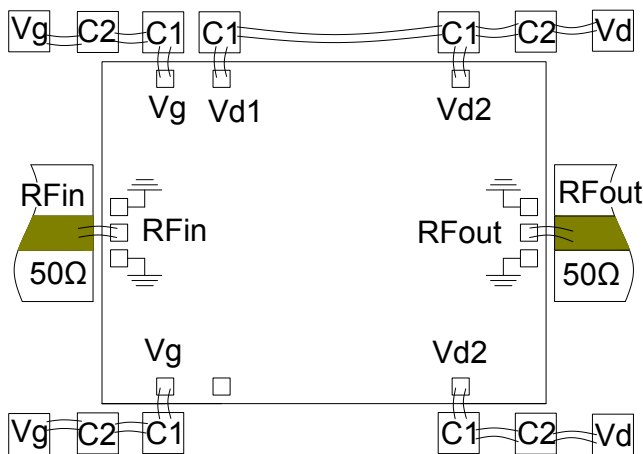 Vg C2 C1 C1 C1 C2 Vd
Vg Vd1 Vd2
RFin RFout
RFin RFout
50Ω 50Ω
Vg Vd2
Vg C2 C1 C1 C2 Vd